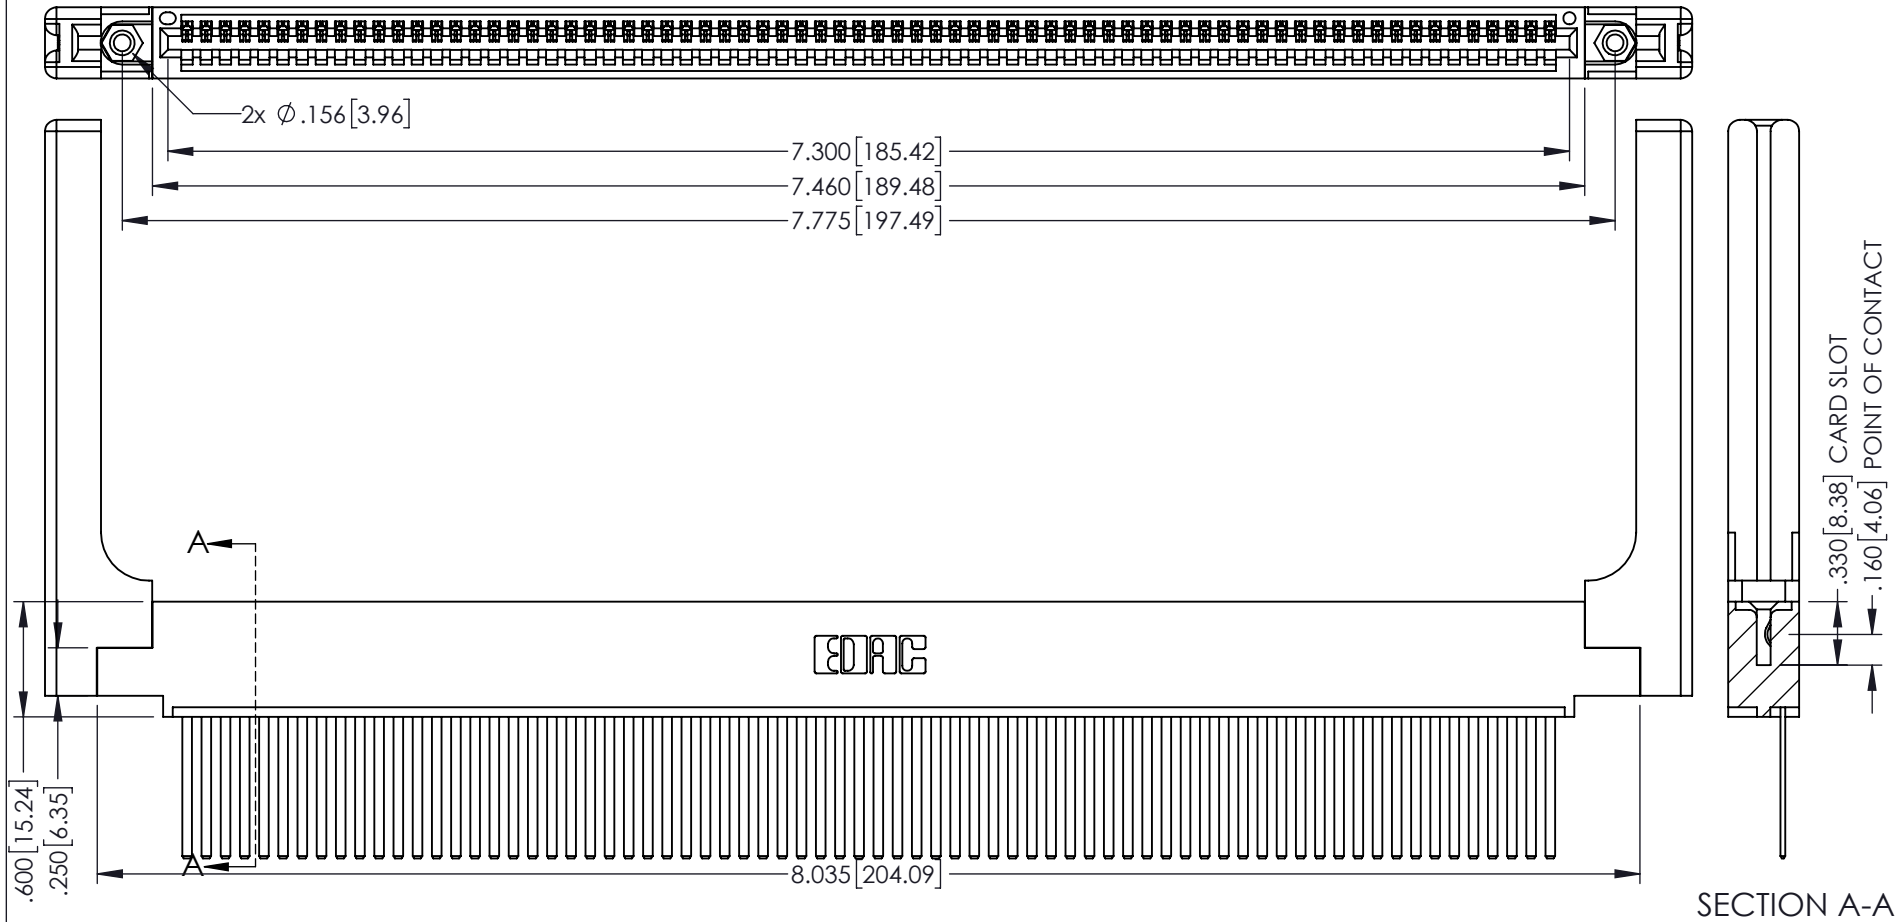 2x Ø.156[3.96]
7.300[185.42]
7.460[189.48]
7.775[197.49]
.330[8.38] CARD SLOT
.160[4.06] POINT OF CONTACT
A
EDAC
.600[15.24]
.250[6.35]
A
8.035[204.09]
SECTION A-A